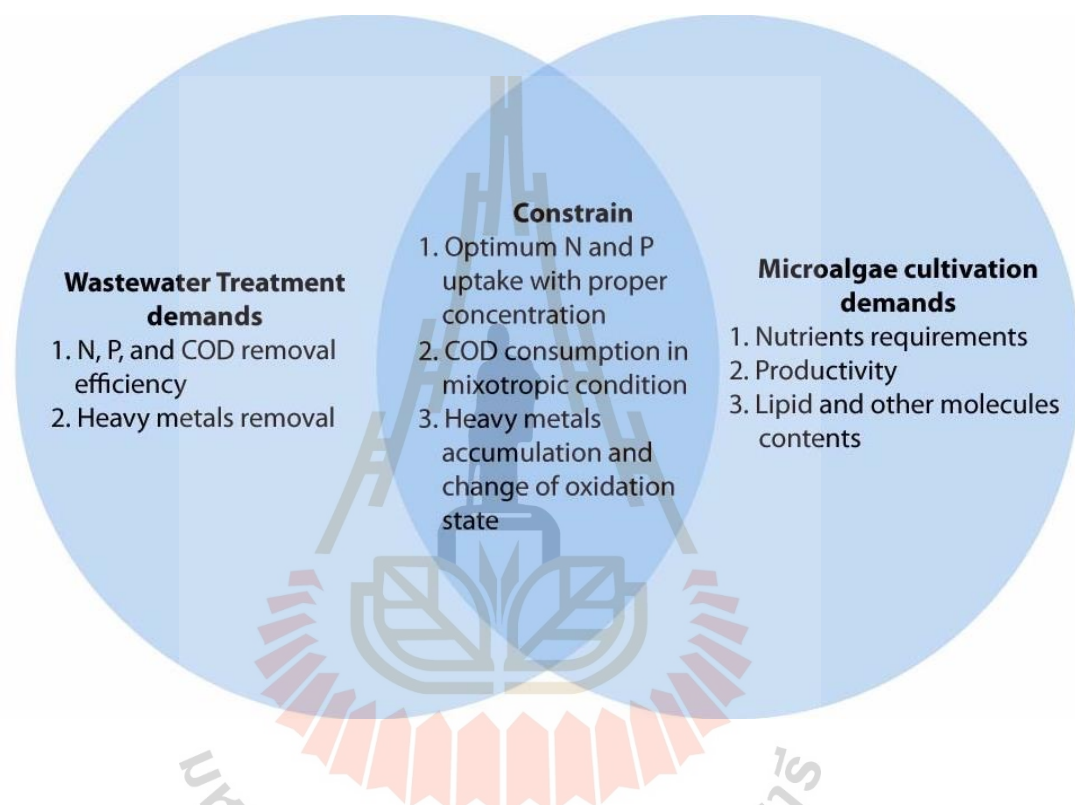 Wastewater Treatment
demands
1. N, P, and COD removal
efficiency
2. Heavy metals removal
Constrain
1. Optimum N and P
uptake with proper
concentration
2. COD consumption in
mixotropic condition
3. Heavy metals
accumulation and
change of oxidation
state
Microalgae cultivation
demands
1. Nutrients requirements
2. Productivity
3. Lipid and other molecules
contents